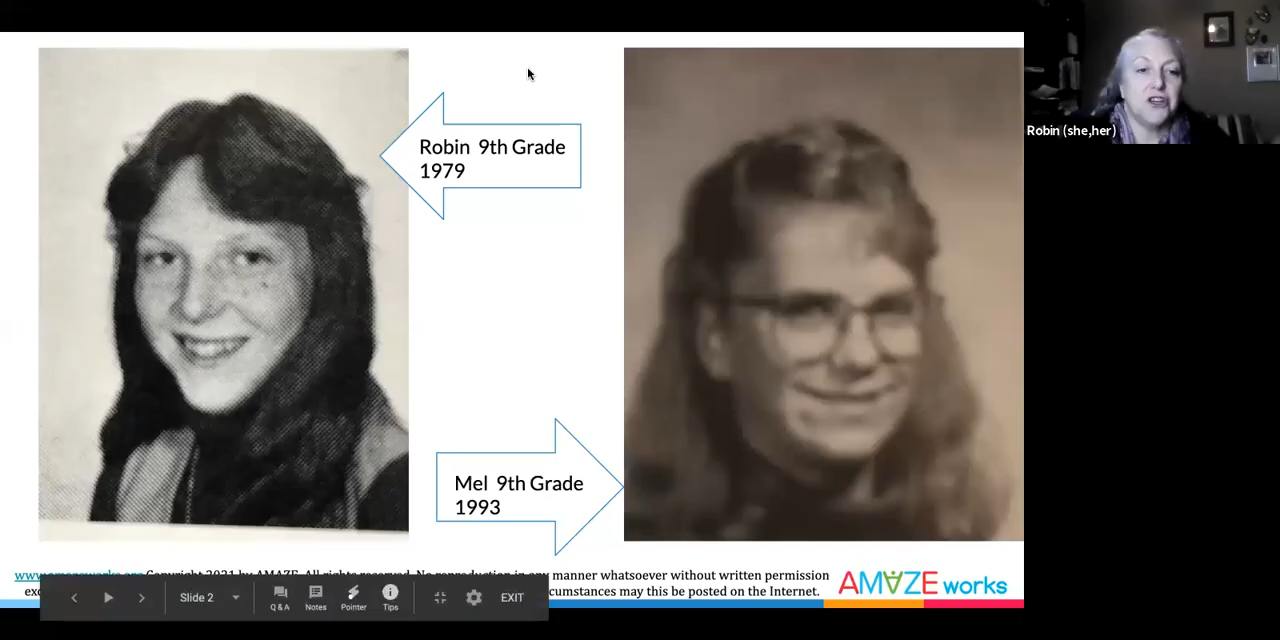 Robin 9th Grade
1979
Robin (she,her)
Mel 9th Grade
1993
Copyright 2021 by AMAZE. All rights reserved. No reproduction in any manner whatsoever without written permission
cumstances may this be posted on the Internet.
AMAZE works
Slide 2
Q & A
Notes
Pointer
Tips
EXIT